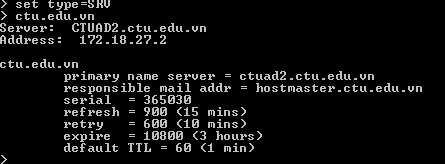 > set type=SRV
> ctu.edu.vn
Server:  CTUAD2.ctu.edu.vn
Address:  172.18.27.2
ctu.edu.vn
primary name server = ctuad2.ctu.edu.vn
responsible mail addr = hostmaster.ctu.edu.vn
serial  = 365030
refresh = 900 (15 mins)
retry   = 600 (10 mins)
expire  = 10800 (3 hours)
default TTL = 60 (1 min)
>